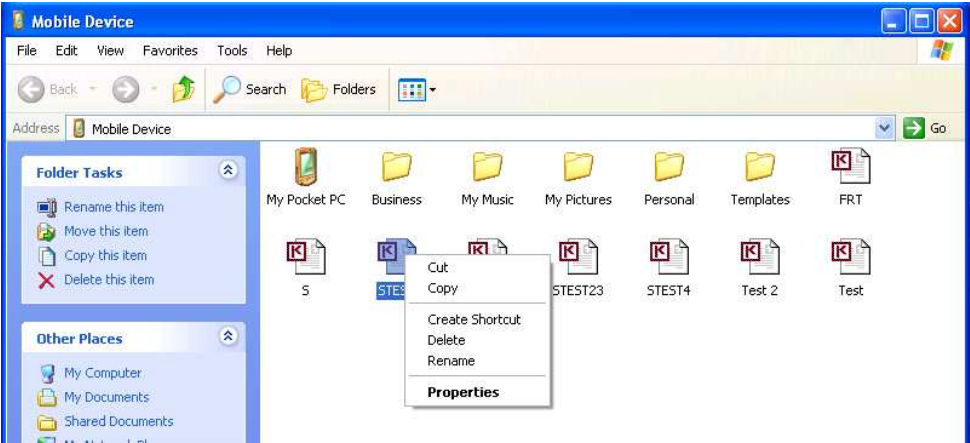 Mobile Device
File Edit View Favorites Tools Help
Back Search Folders
Address Mobile Device Go
Folder Tasks
Rename this item
Move this item
Copy this item
Delete this item
Other Places
My Computer
My Documents
Shared Documents
My Pocket PC Business My Music My Pictures Personal Templates FRT
S STEST23 STEST4 Test 2 Test
Cut
Copy
Create Shortcut
Delete
Rename
Properties